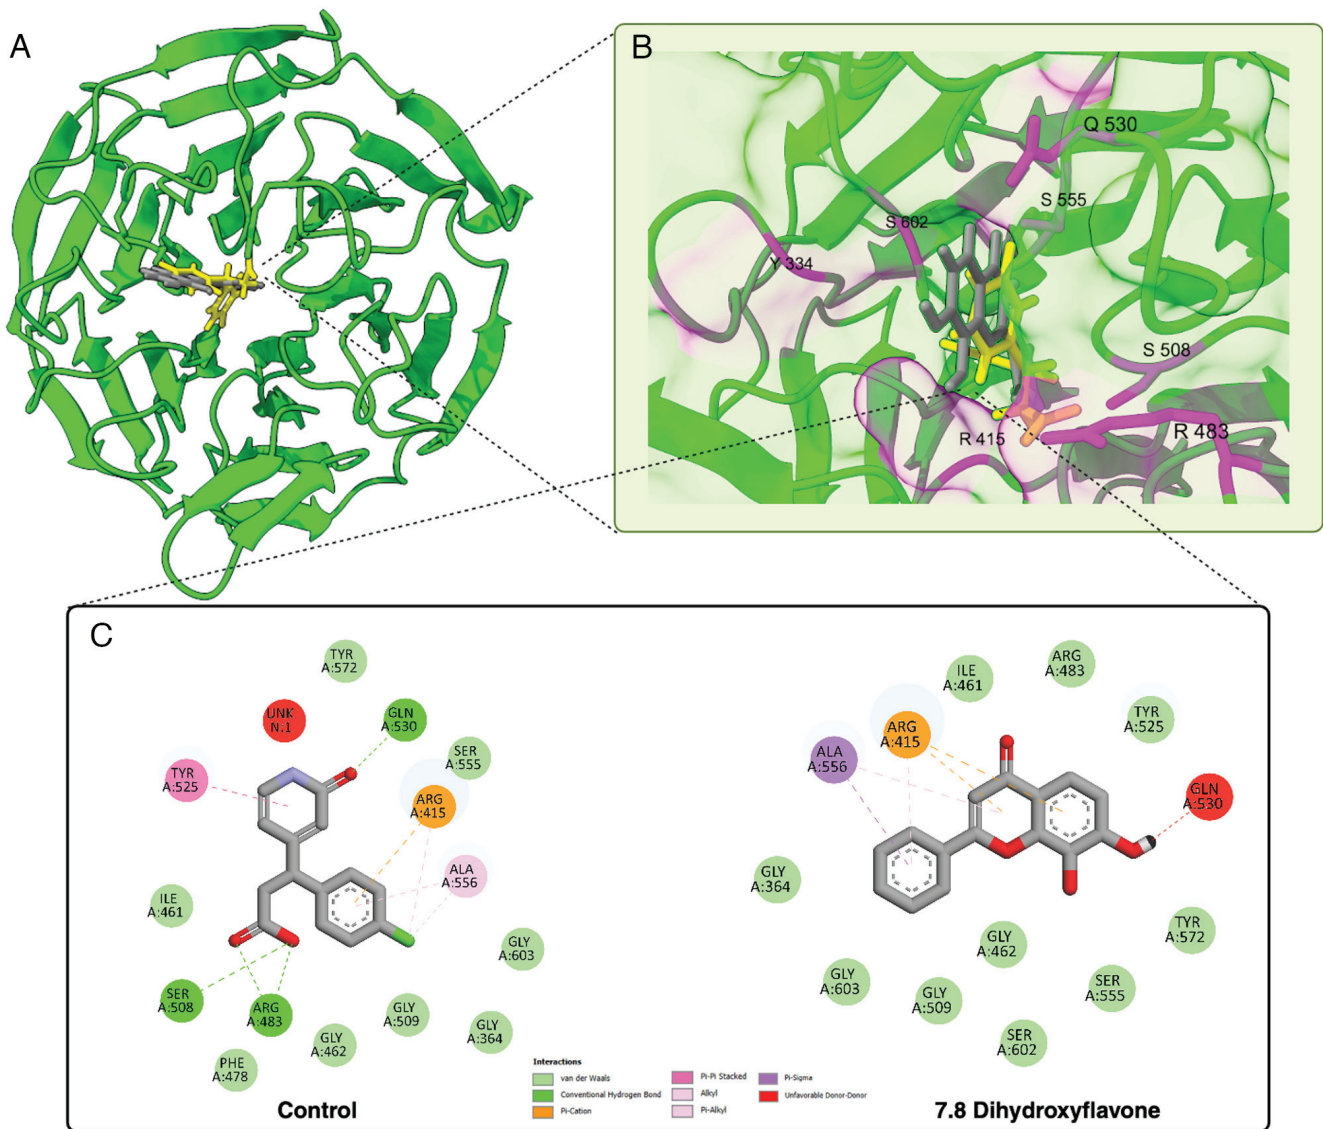 A
B
Q 530
S 555
S 602
Y 334
S 508
R 415
R 483
C
TYR
A:572
UNK
N:1
GLN
A:530
SER
A:555
TYR
A:525
ARG
A:415
ALA
A:556
ILE
A:461
GLY
A:603
SER
A:508
ARG
A:483
GLY
A:509
GLY
A:364
GLY
A:462
PHE
A:478
Control
ILE
A:461
ARG
A:483
TYR
A:525
ARG
A:415
ALA
A:556
GLN
A:530
GLY
A:364
TYR
A:572
GLY
A:462
GLY
A:603
GLY
A:509
SER
A:555
SER
A:602
7.8 Dihydroxyflavone
Interactions
van der Waals
Conventional Hydrogen Bond
Pi-Cation
Pi-Pi Stacked
Alkyl
Pi-Alkyl
Pi-Sigma
Unfavorable Donor-Donor